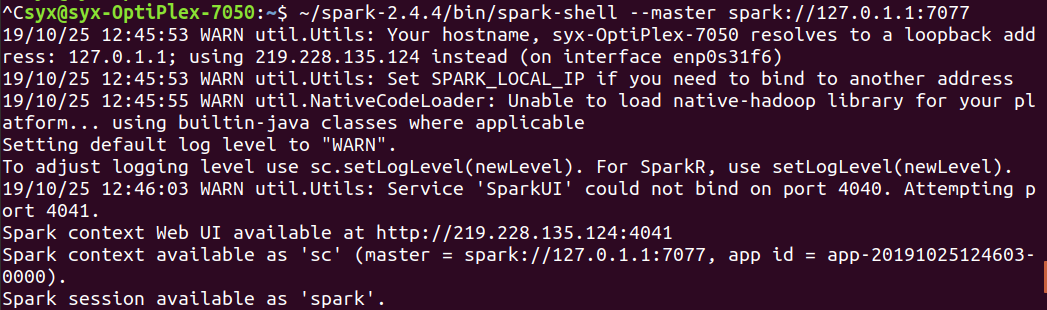 ^Csyx@syx-OptiPlex-7050:~$ ~/spark-2.4.4/bin/spark-shell --master spark://127.0.1.1:7077
19/10/25 12:45:53 WARN util.Utils: Your hostname, syx-OptiPlex-7050 resolves to a loopback add
ress: 127.0.1.1; using 219.228.135.124 instead (on interface enp0s31f6)
19/10/25 12:45:53 WARN util.Utils: Set SPARK_LOCAL_IP if you need to bind to another address
19/10/25 12:45:55 WARN util.NativeCodeLoader: Unable to load native-hadoop library for your pl
atform... using builtin-java classes where applicable
Setting default log level to "WARN".
To adjust logging level use sc.setLogLevel(newLevel). For SparkR, use setLogLevel(newLevel).
19/10/25 12:46:03 WARN util.Utils: Service 'SparkUI' could not bind on port 4040. Attempting p
ort 4041.
Spark context Web UI available at http://219.228.135.124:4041
Spark context available as 'sc' (master = spark://127.0.1.1:7077, app id = app-20191025124603-
0000).
Spark session available as 'spark'.